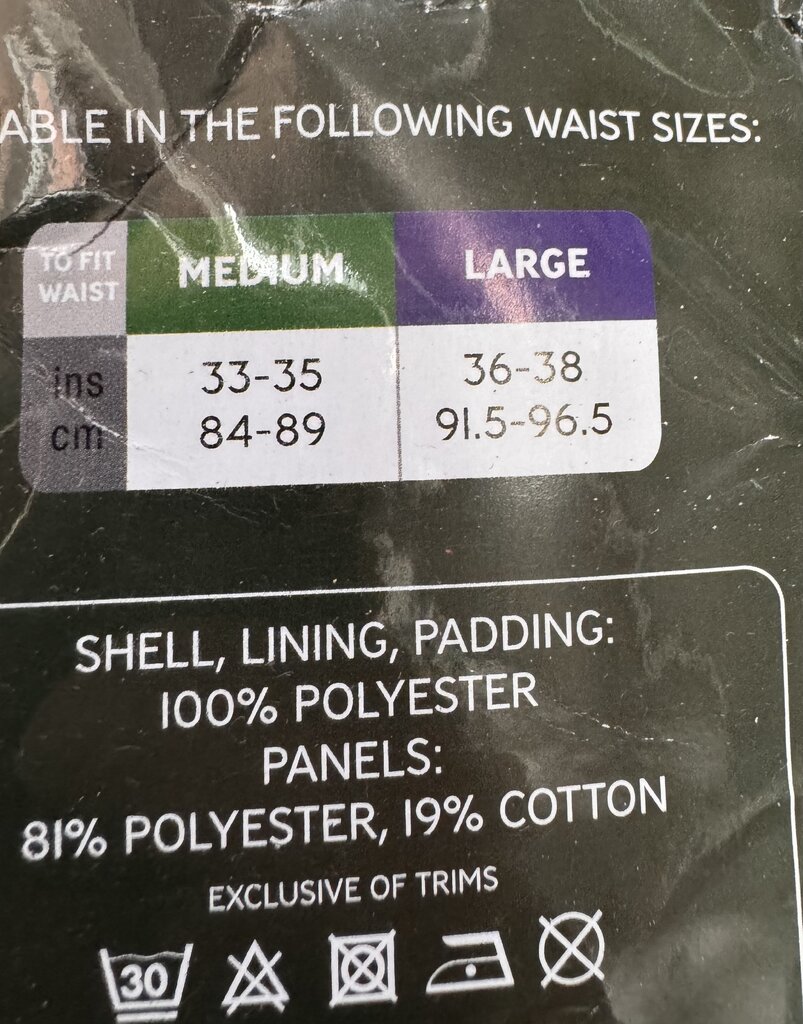 ABLE IN THE FOLLOWING WAIST SIZES:
TO FIT WAIST MEDIUM LARGE
ins 33-35 36-38
cm 84-89 91.5-96.5
SHELL, LINING, PADDING:
100% POLYESTER
PANELS:
81% POLYESTER, 19% COTTON
EXCLUSIVE OF TRIMS
30